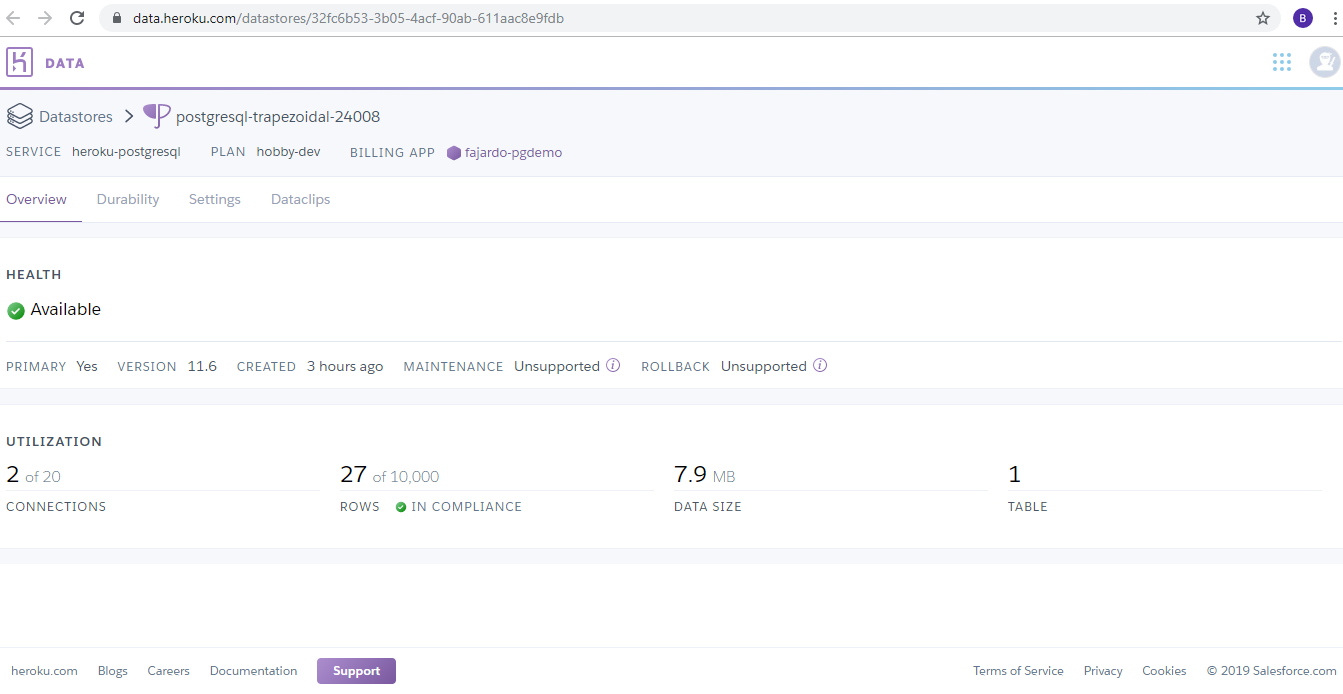 data.heroku.com/datastores/32fc6b53-3b05-4acf-90ab-611aac8e9fdb B
DATA
Datastores postgresql-trapezoidal-24008
SERVICE heroku-postgresql PLAN hobby-dev BILLING APP fajardo-pgdemo
Overview Durability Settings Dataclips
HEALTH
Available
PRIMARY Yes VERSION 11.6 CREATED 3 hours ago MAINTENANCE Unsupported i ROLLBACK Unsupported i
UTILIZATION
2 of 20 27 of 10,000 7.9 MB 1
CONNECTIONS ROWS IN COMPLIANCE DATA SIZE TABLE
heroku.com Blogs Careers Documentation Support Terms of Service Privacy Cookies © 2019 Salesforce.com